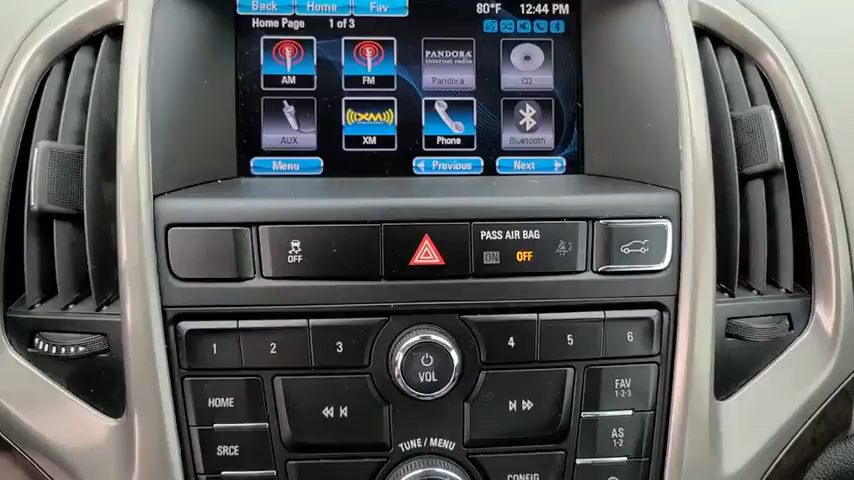 Back Home Fav 80°F 12:44 PM
Home Page 1 of 3
AM FM PANDORA internet radio Pandora CD
AUX XM XM Phone Bluetooth
Menu Previous Next
OFF PASS AIR BAG ON OFF
1 2 3 4 5 6
VOL
HOME FAV 1-2-3
SRCE TUNE / MENU AS 1-2
CONFIG